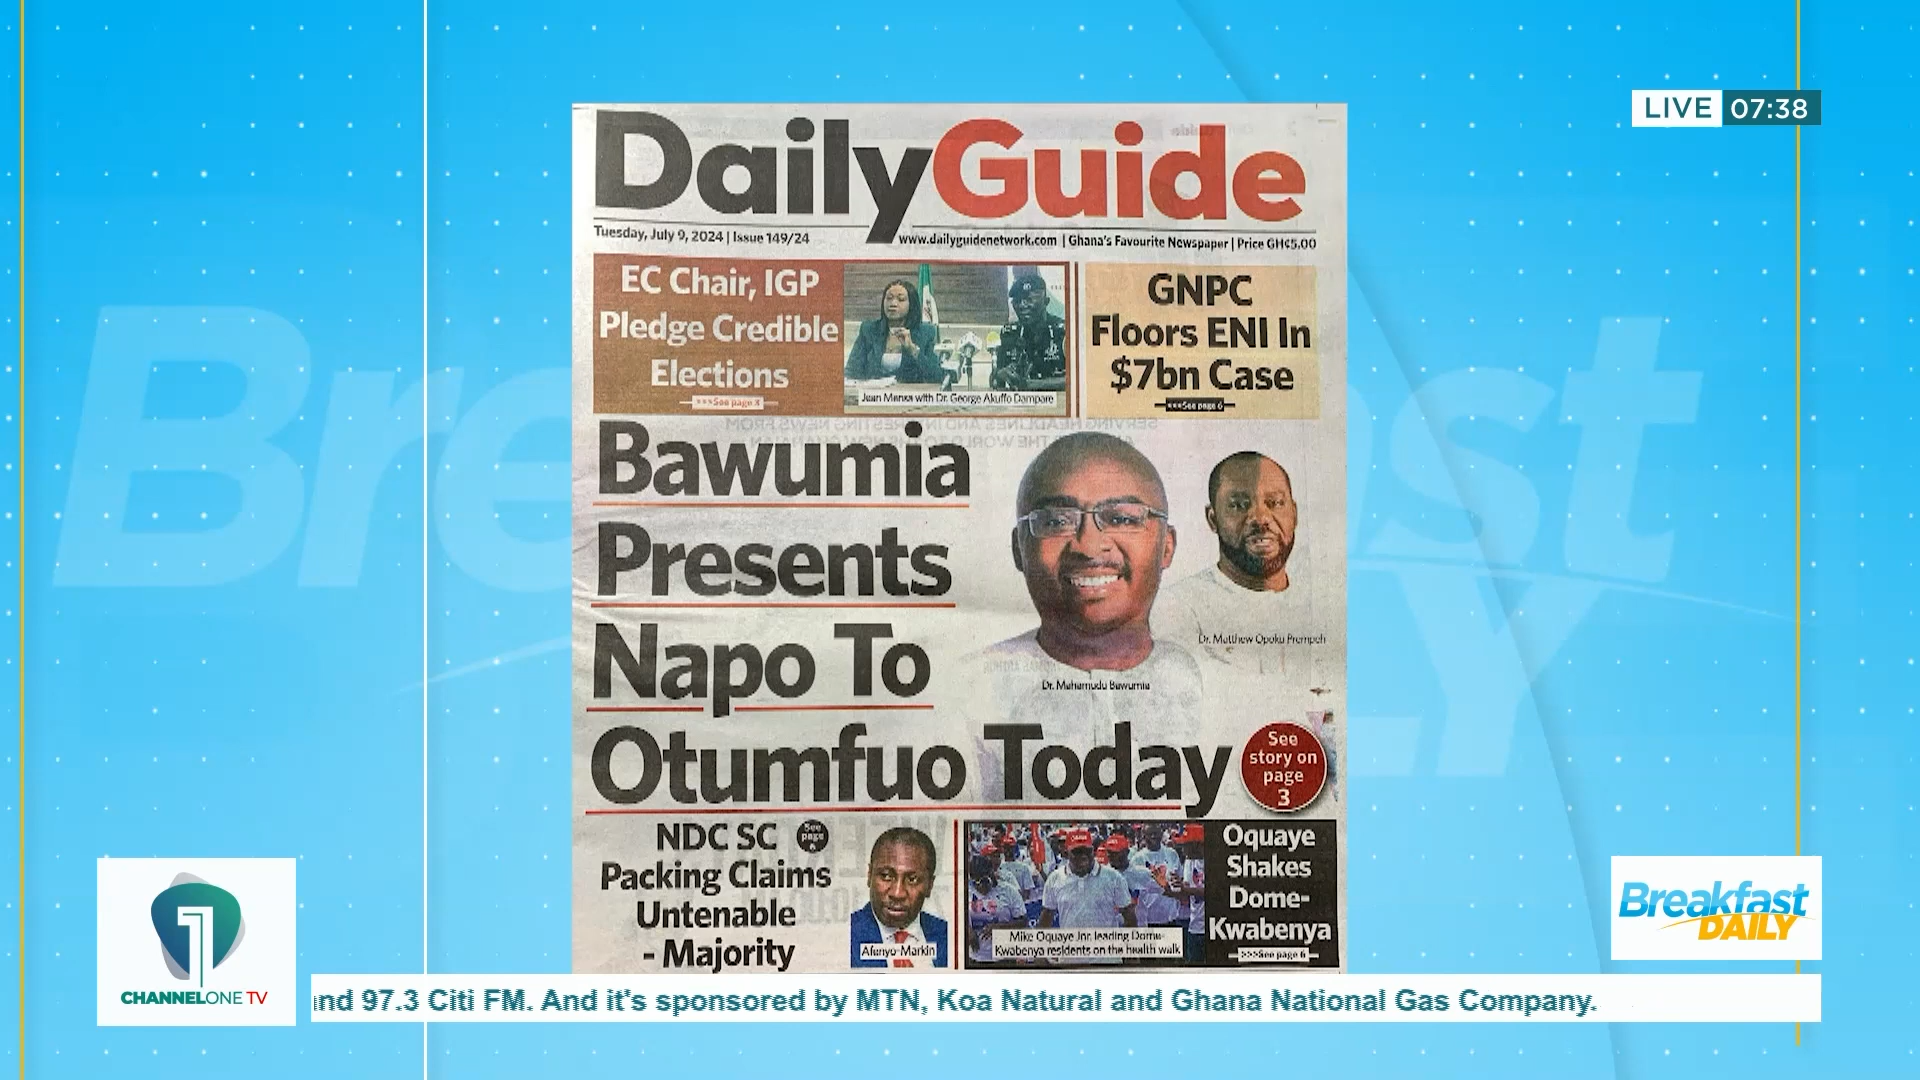 LIVE 07:38
DailyGuide
Tuesday, July 9, 2024 | Issue 149/24
www.dailyguidenetwork.com | Ghana's Favourite Newspaper | Price GH¢5.00
EC Chair, IGP
Pledge Credible
Elections
>>>See page 3
Jean Mensa with Dr. George Akuffo Dampare
GNPC
Floors ENI In
$7bn Case
>>>See page 6
Bawumia
Presents
Napo To
Otumfuo Today
Dr. Mahamudu Bawumia
Dr. Matthew Opoku Prempeh
See
story on
page
3
NDC SC
See
page
Packing Claims
Untenable
- Majority
Afenyo-Markin
Mike Oquaye Jnr. leading Dome-
Kwabenya residents on the health walk
Oquaye
Shakes
Dome-
Kwabenya
>>>See page 6
1
CHANNELONE TV
Breakfast
DAILY
and 97.3 Citi FM. And it's sponsored by MTN, Koa Natural and Ghana National Gas Company.